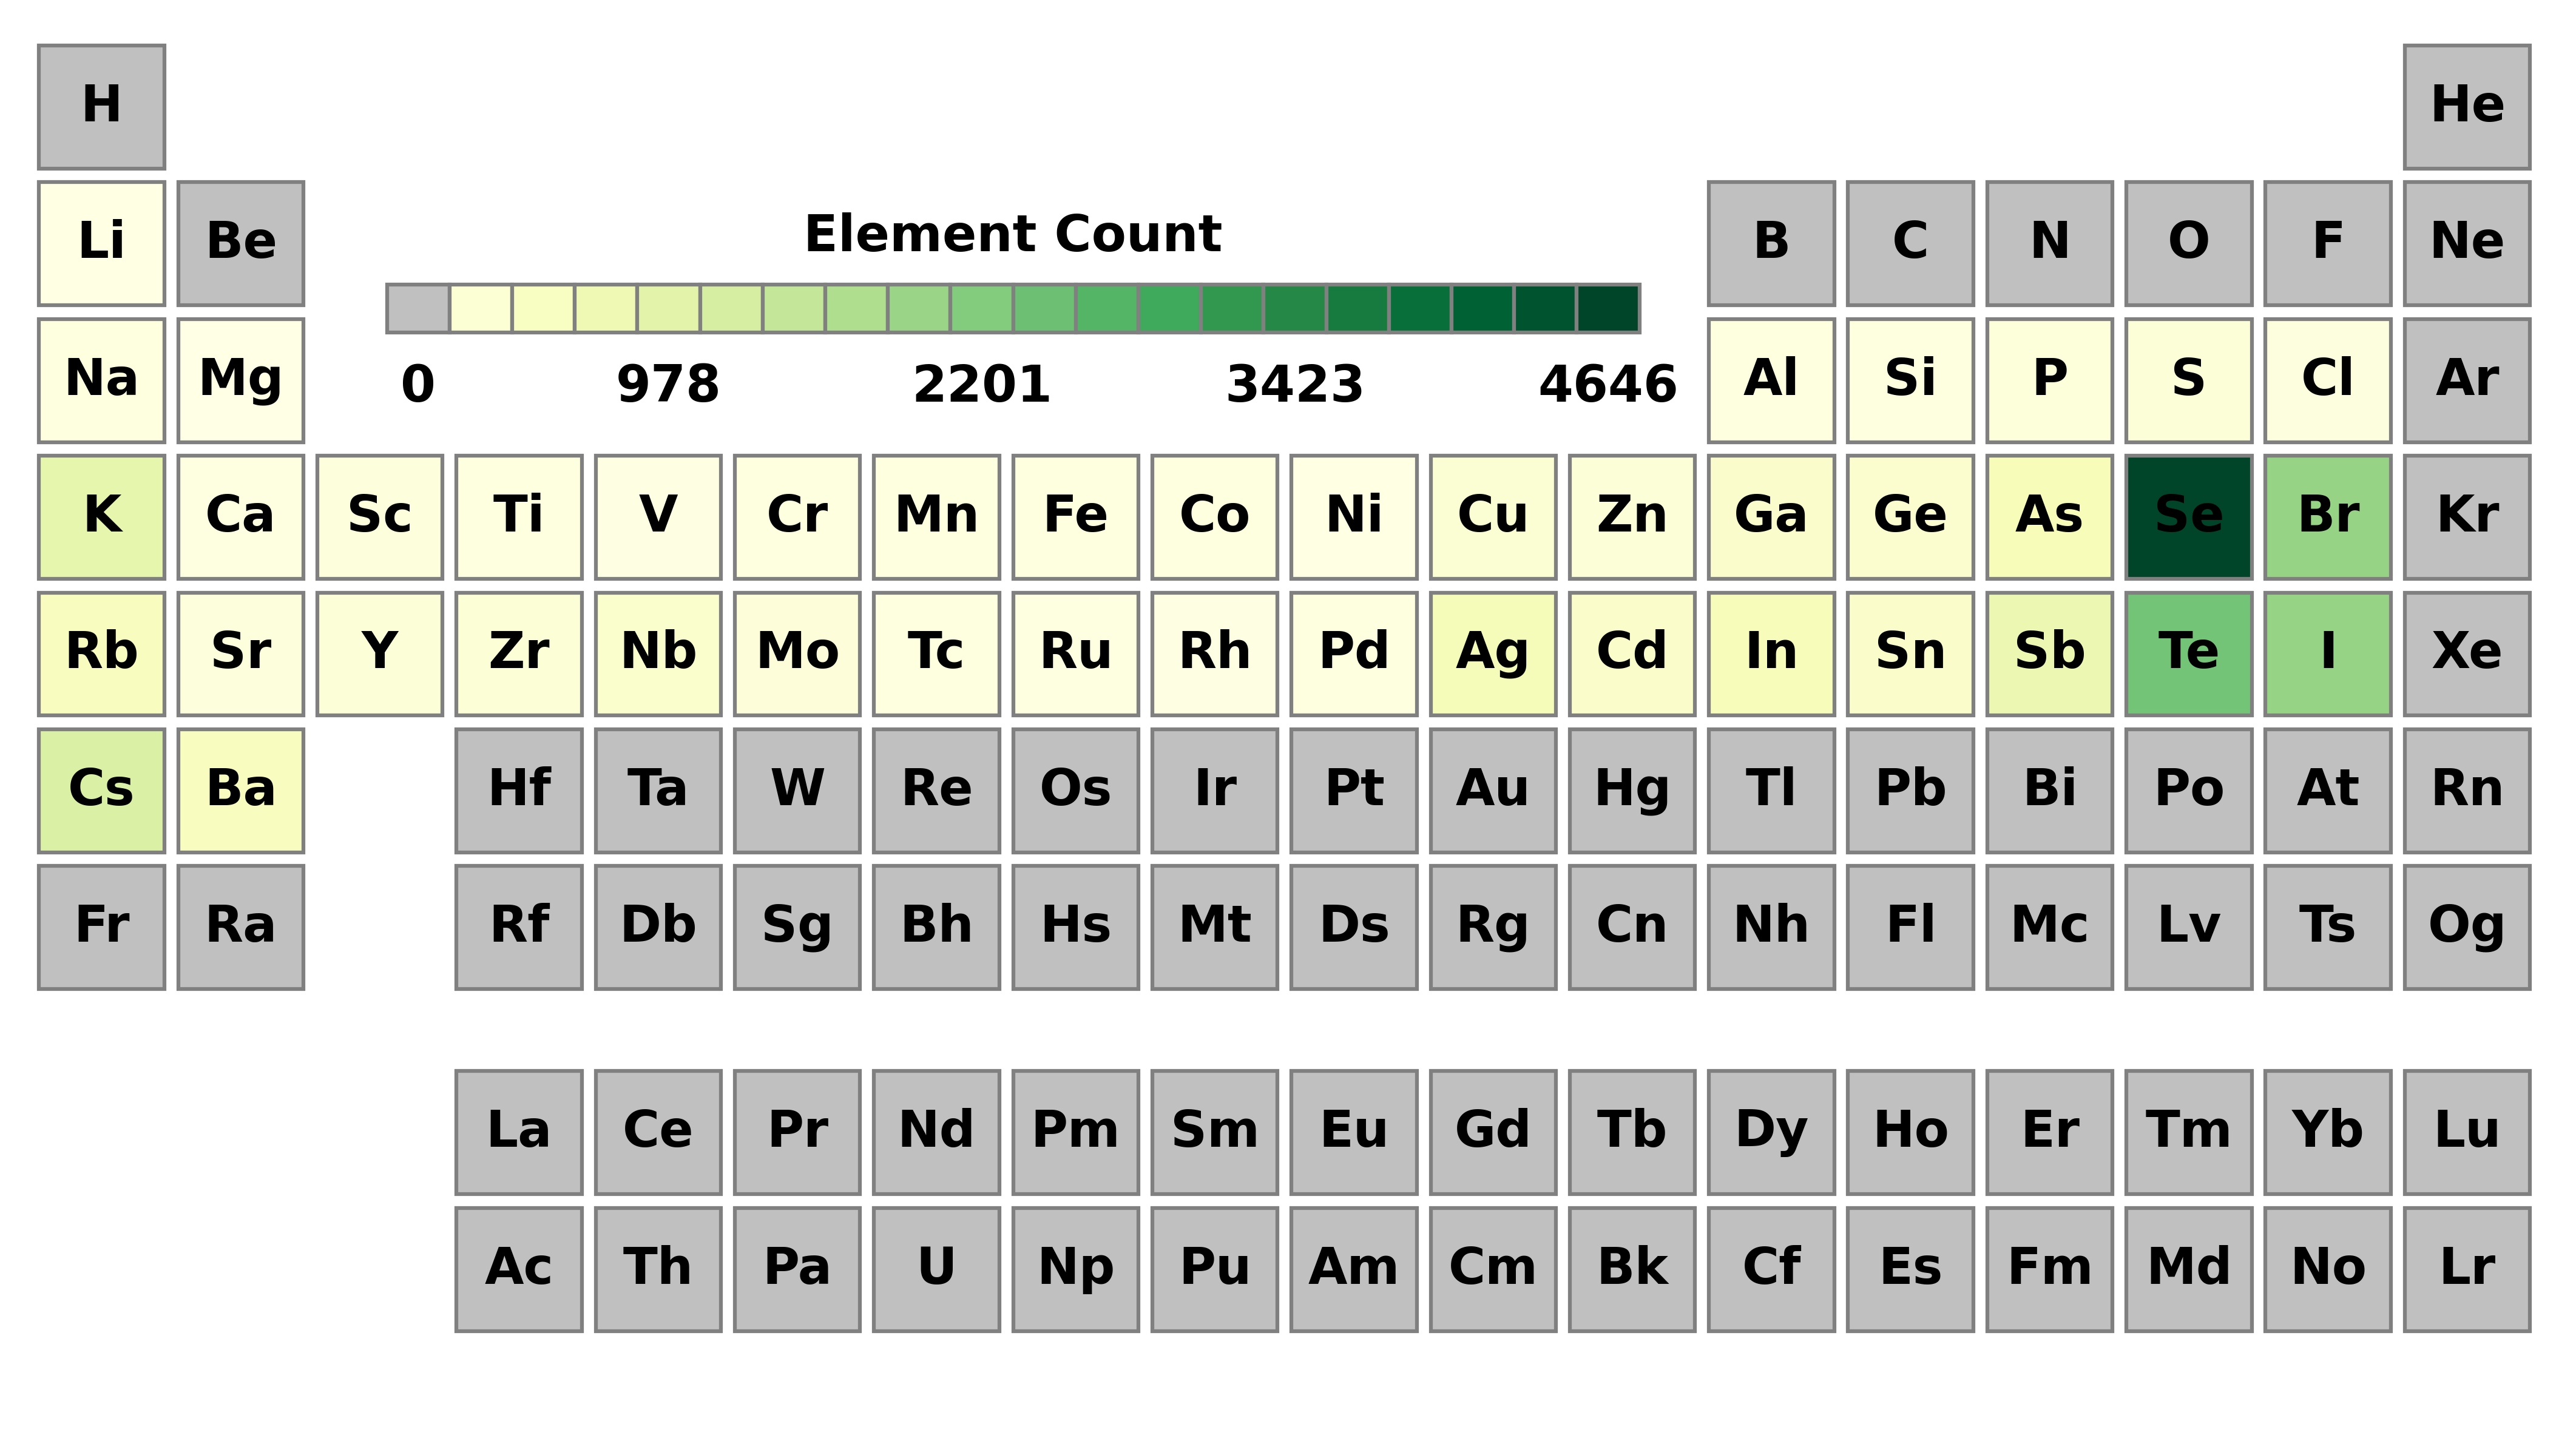 H He
Li Be B C N O F Ne
Element Count
Na Mg Al Si P S Cl Ar
0 978 2201 3423 4646
K Ca Sc Ti V Cr Mn Fe Co Ni Cu Zn Ga Ge As Se Br Kr
Rb Sr Y Zr Nb Mo Tc Ru Rh Pd Ag Cd In Sn Sb Te I Xe
Cs Ba Hf Ta W Re Os Ir Pt Au Hg Tl Pb Bi Po At Rn
Fr Ra Rf Db Sg Bh Hs Mt Ds Rg Cn Nh Fl Mc Lv Ts Og
La Ce Pr Nd Pm Sm Eu Gd Tb Dy Ho Er Tm Yb Lu
Ac Th Pa U Np Pu Am Cm Bk Cf Es Fm Md No Lr